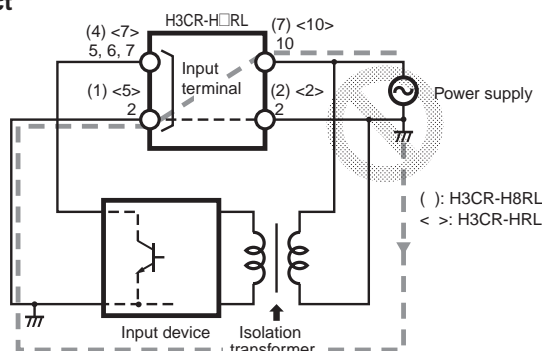 ct
H3CR-H□RL
(4) <7>
5, 6, 7
(7) <10>
10
Input
terminal
(1) <5>
2
(2) <2>
2
Power supply
( ): H3CR-H8RL
< >: H3CR-HRL
Input device
Isolation
transformer